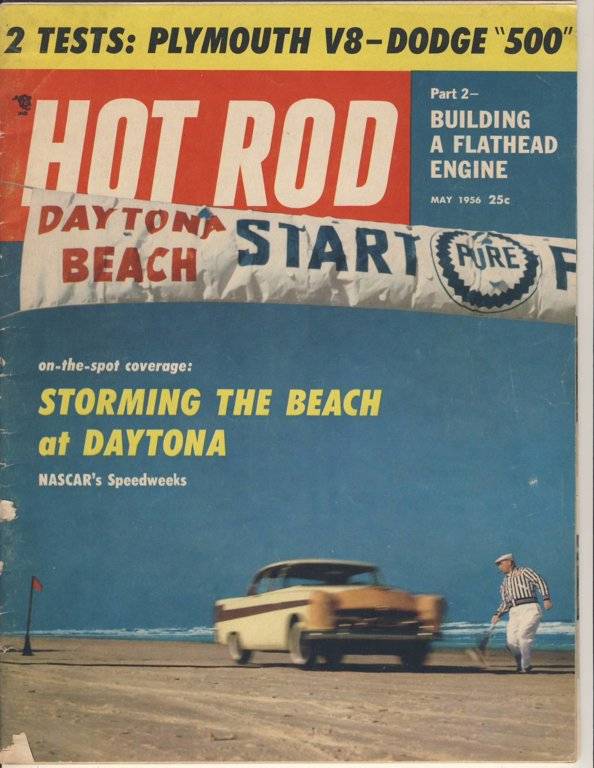 2 TESTS: PLYMOUTH V8-DODGE "500"
HOT ROD
Part 2-
BUILDING
A FLATHEAD
ENGINE
MAY 1956 25c
DAYTONA
BEACH
START
PURE
F
on-the-spot coverage:
STORMING THE BEACH
at DAYTONA
NASCAR's Speedweeks